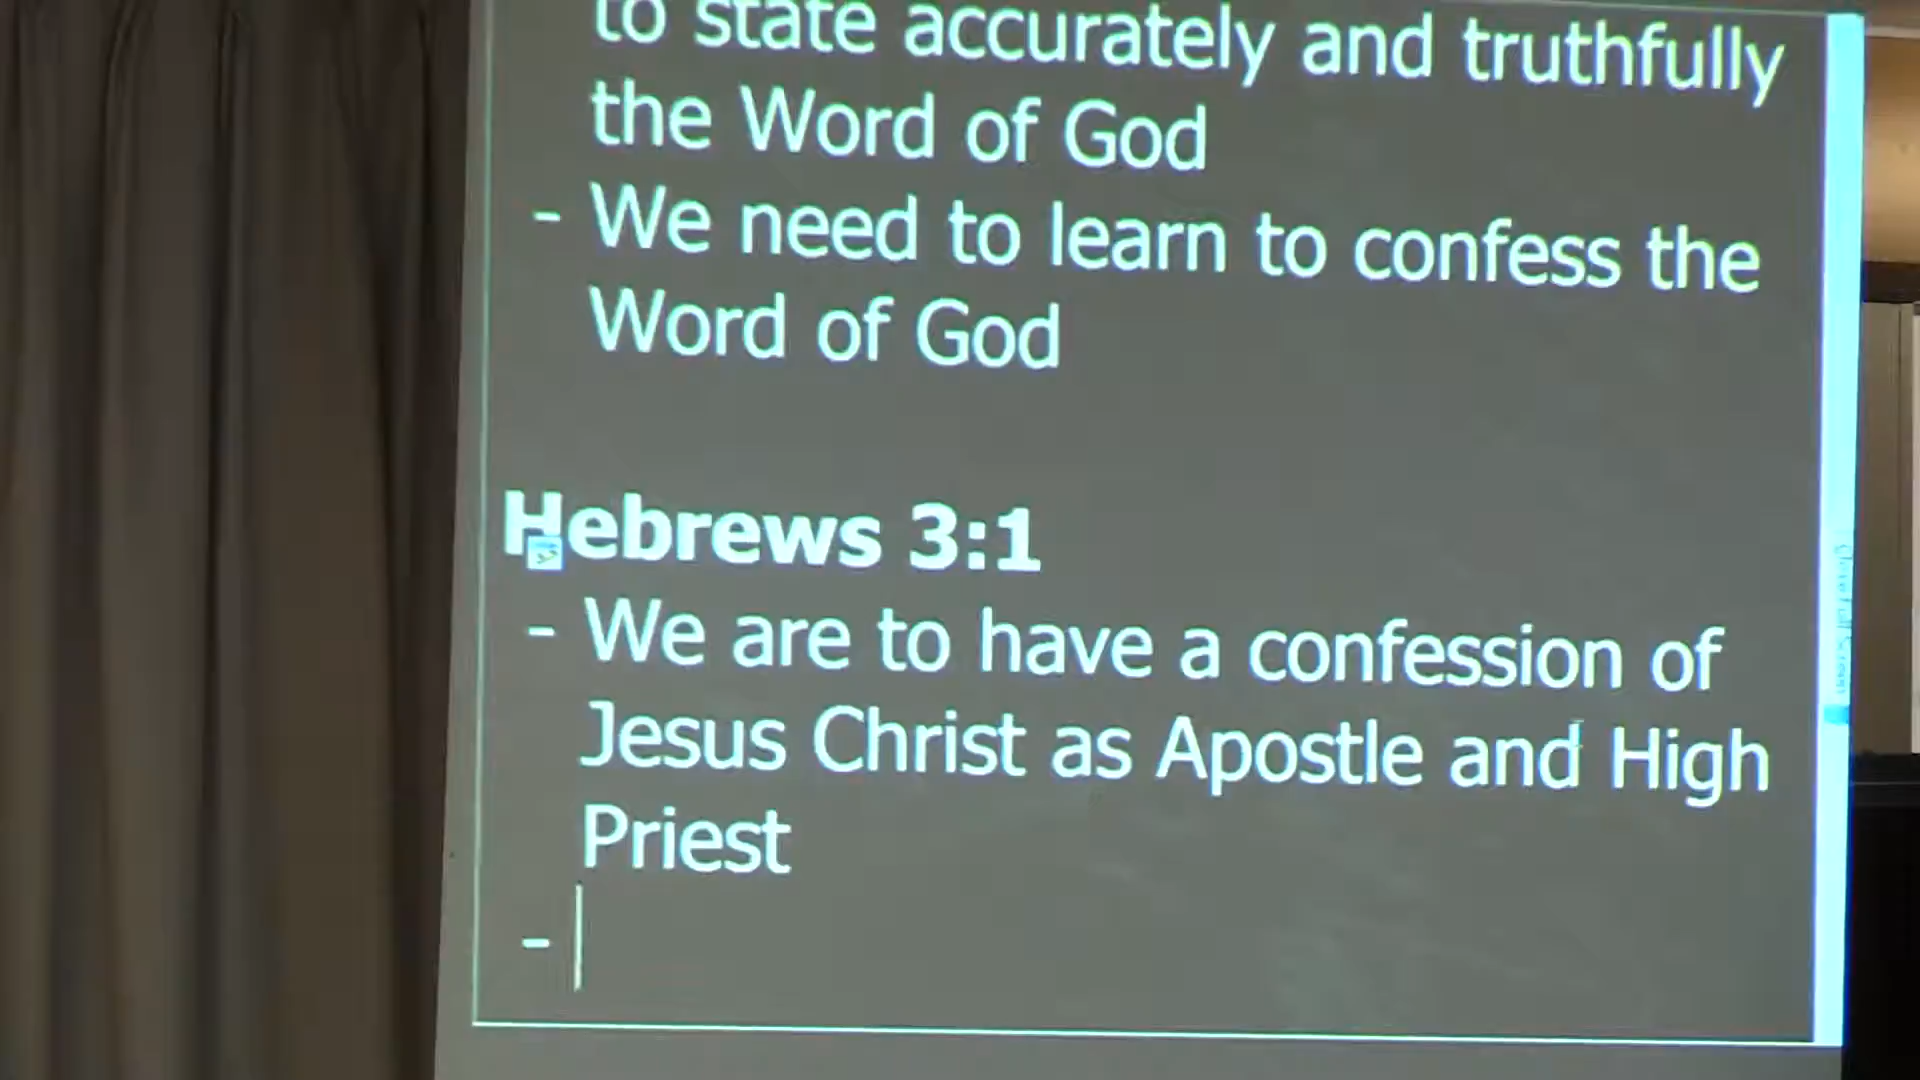 to state accurately and truthfully
the Word of God
- We need to learn to confess the
Word of God
Hebrews 3:1
- We are to have a confession of
Jesus Christ as Apostle and High
Priest
-